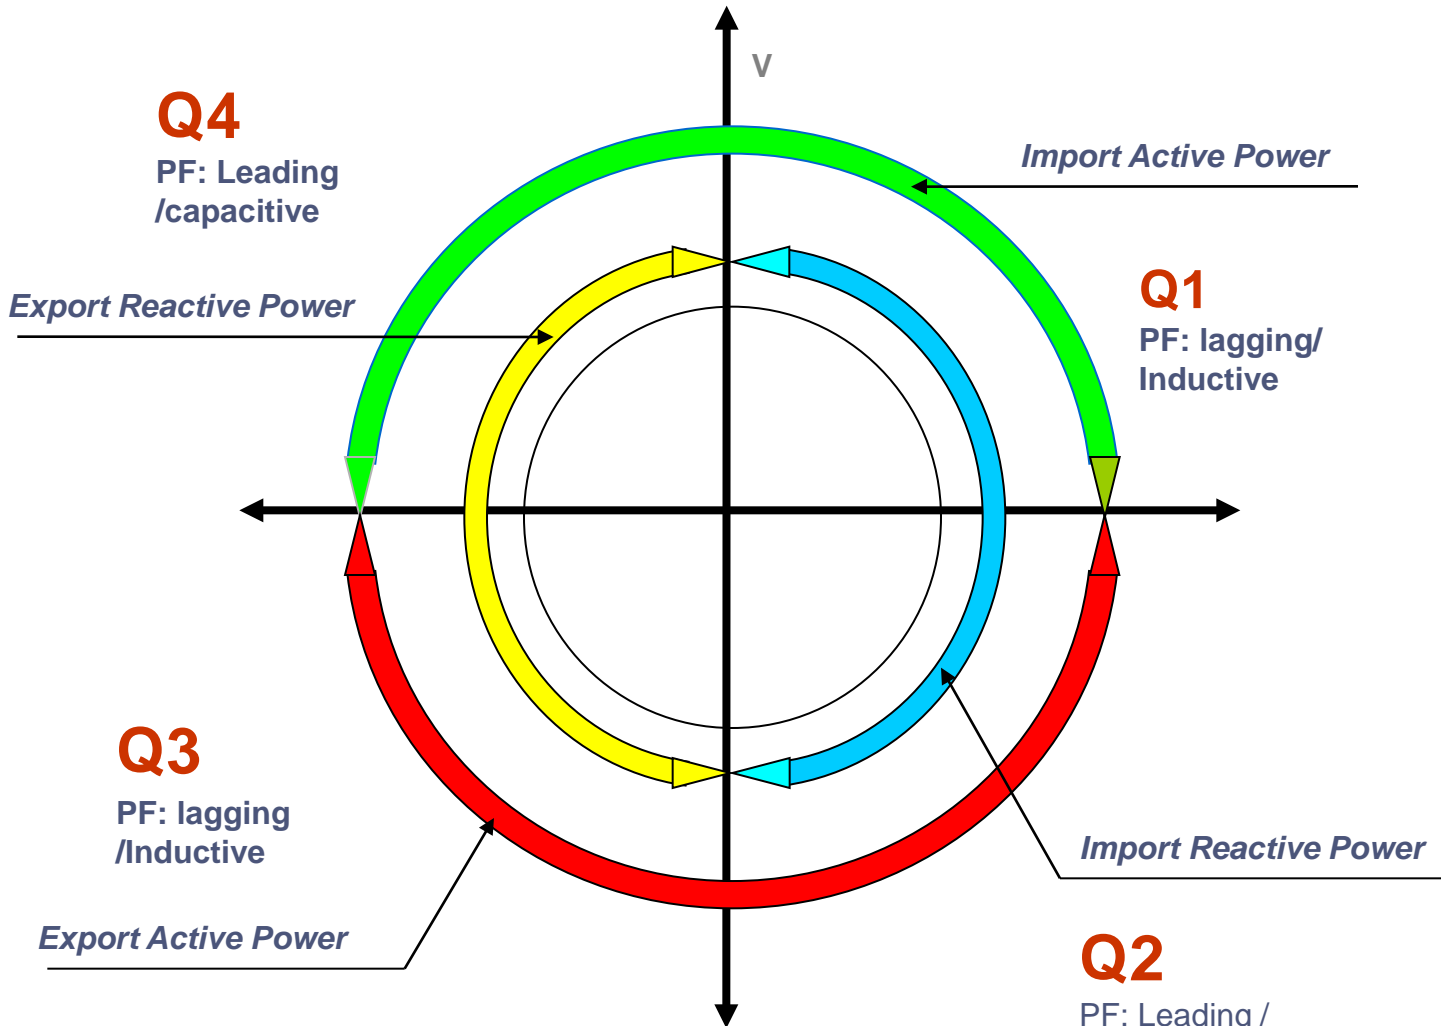 V
Q4
PF: Leading
/capacitive
Import Active Power
Export Reactive Power
Q1
PF: lagging/
Inductive
Q3
PF: lagging
/Inductive
Import Reactive Power
Export Active Power
Q2
PF: Leading /